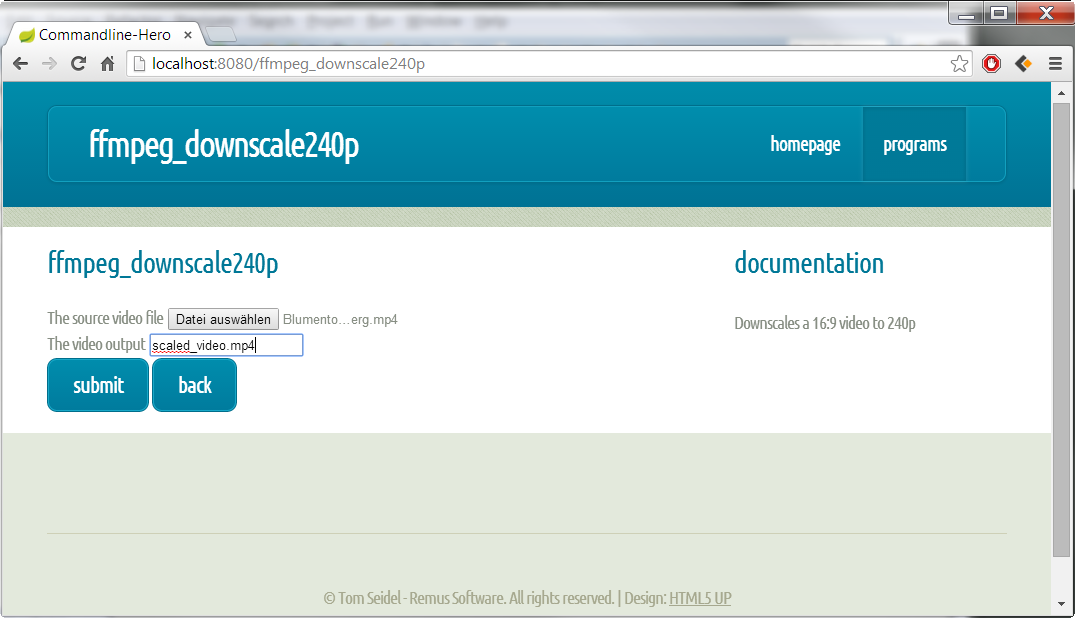 Commandline-Hero
localhost:8080/ffmpeg_downscale240p
ffmpeg_downscale240p
homepage
programs
ffmpeg_downscale240p
documentation
The source video file Datei auswählen Blumento...erg.mp4
Downscales a 16:9 video to 240p
The video output scaled_video.mp4
submit back
© Tom Seidel - Remus Software. All rights reserved. | Design: HTML5 UP